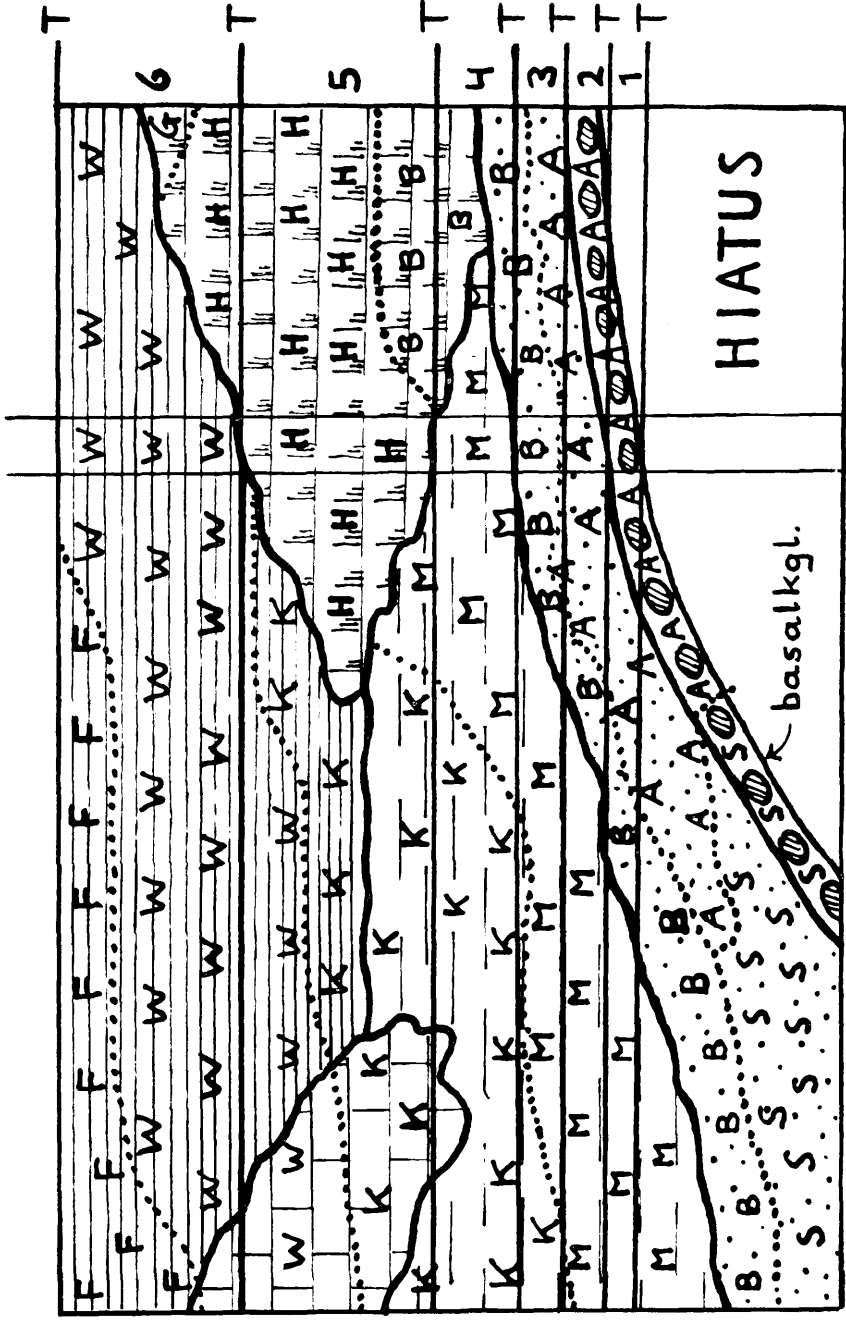 T
F F F F F F F W W W W
F F W
W W W W W W W W 6
F W W W W W W W W H H H G
T
W W W W W K K H H H H
K K K H H H H H 5
K K K H
K K K K M B B B
T
K K M M M M B 4
K K K K K M M B
T
K M M M B B B B B 3
A A A A A
T
M M M M B A A A 2
A A A A
T
M M B A A A A 1
T
M M B A A A
B A A A
B B B B A S S HIATUS
S S S S
basalkgl.
S S S S S S